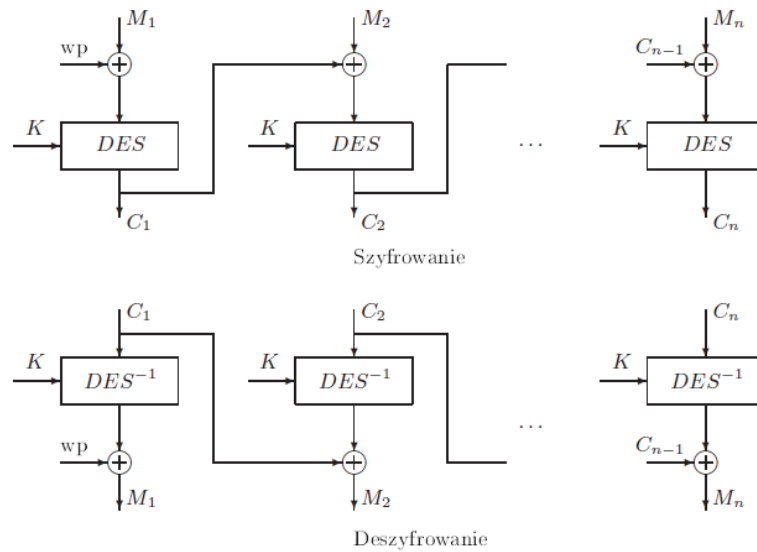 M₁ M₂ Mₙ
wp Cₙ₋₁
K DES K DES ... K DES
C₁ C₂ Cₙ
Szyfrowanie
C₁ C₂ Cₙ
K DES⁻¹ K DES⁻¹ ... K DES⁻¹
wp Cₙ₋₁
M₁ M₂ Mₙ
Deszyfrowanie